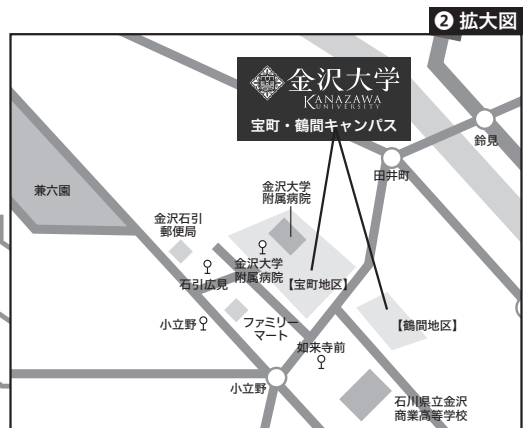 ❷ 拡大図
金沢大学
KANAZAWA
UNIVERSITY
宝町・鶴間キャンパス
鈴見
田井町
兼六園
金沢大学
附属病院
金沢石引
郵便局
金沢大学
附属病院
石引広見
【宝町地区】
小立野
ファミリー
マート
【鶴間地区】
如来寺前
小立野
石川県立金沢
商業高等学校